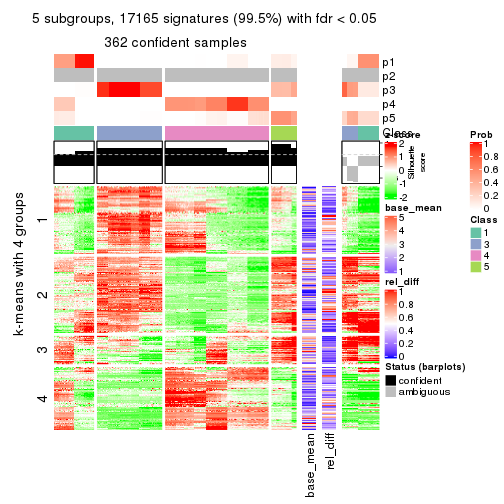 5 subgroups, 17165 signatures (99.5%) with fdr < 0.05
362 confident samples
p1
p2
p3
p4
p5
Class
z-score
2
1
0
-1
-2
Silhouette
score
base_mean
5
4
3
2
1
rel_diff
1
0.8
0.6
0.4
0.2
0
Status (barplots)
confident
ambiguous
Prob
1
0.8
0.6
0.4
0.2
0
Class
1
3
4
5
k-means with 4 groups
1
2
3
4
base_mean
rel_diff